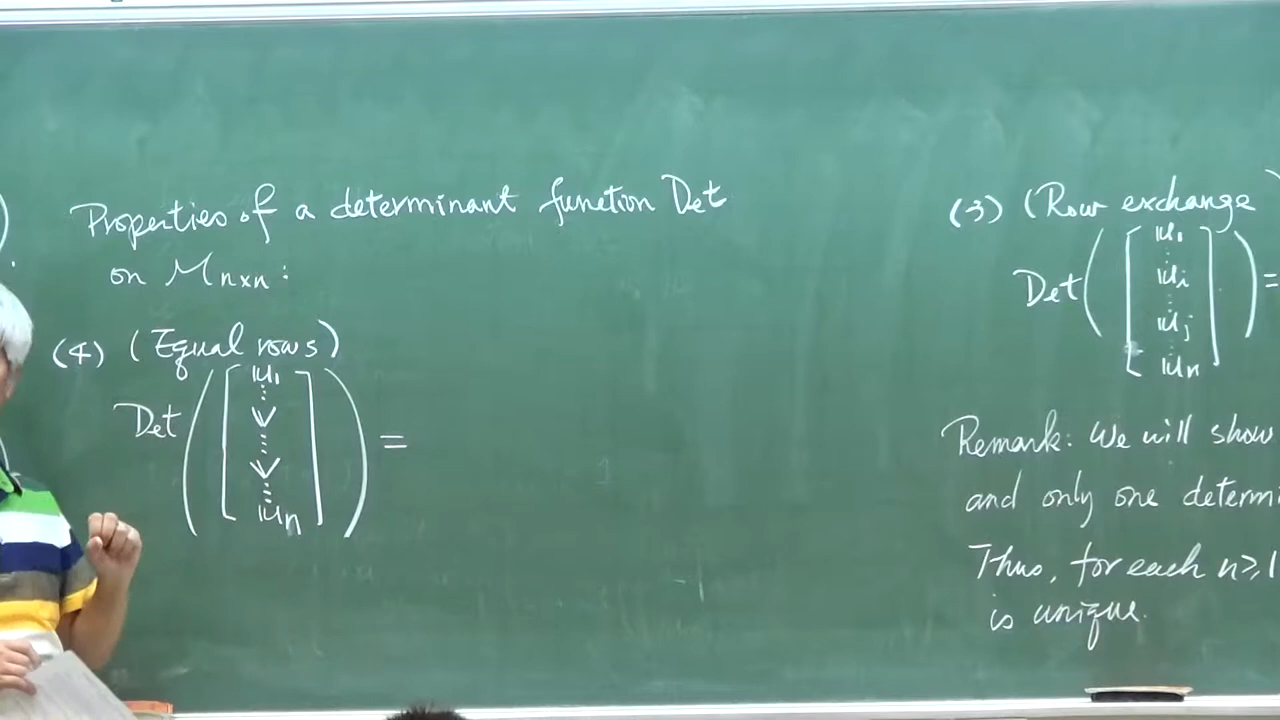 Properties of a determinant function Det
on Mn×n:
(4) (Equal rows)
Det([u1 ⋮ v ⋮ v ⋮ un]) =
(3) (Row exchange)
Det([u1 ⋮ ui ⋮ uj ⋮ un]) =
Remark: We will show
and only one
Thus, for each n≥1
is unique.